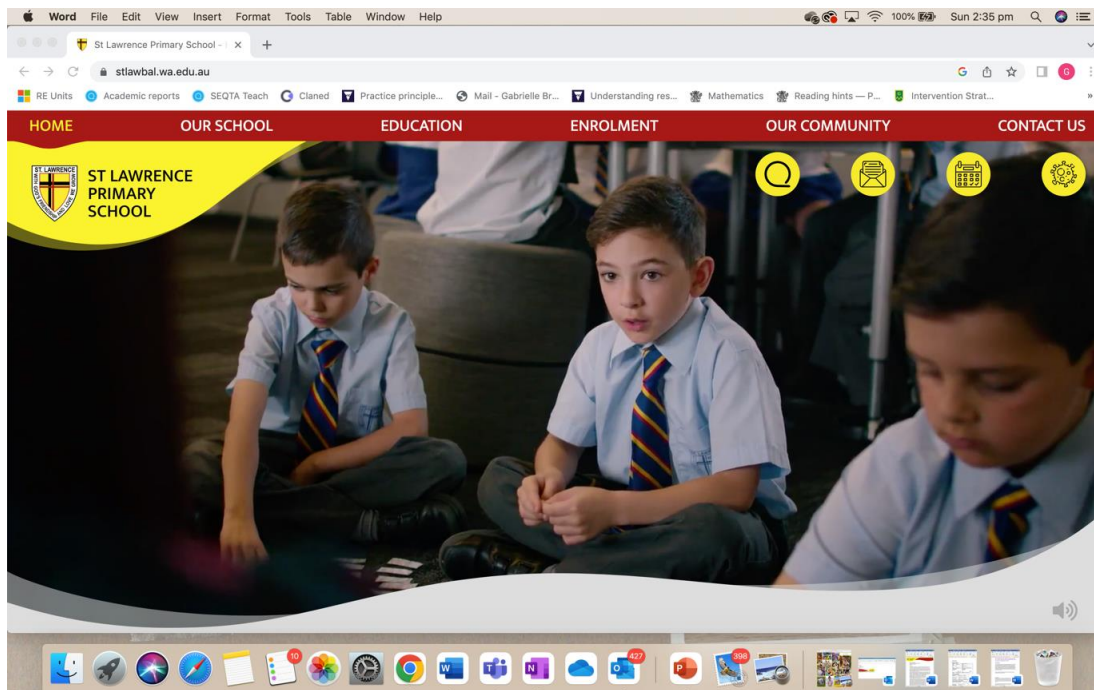 Word File Edit View Insert Format Tools Table Window Help 100% Sun 2:35 pm
St Lawrence Primary School -
stlawbal.wa.edu.au
RE Units Academic reports SEQTA Teach Claned Practice principle... Mail - Gabrielle Br... Understanding res... Mathematics Reading hints — P... Intervention Strat... »
HOME OUR SCHOOL EDUCATION ENROLMENT OUR COMMUNITY CONTACT US
ST. LAWRENCE
ST LAWRENCE
PRIMARY
SCHOOL
10
427
398